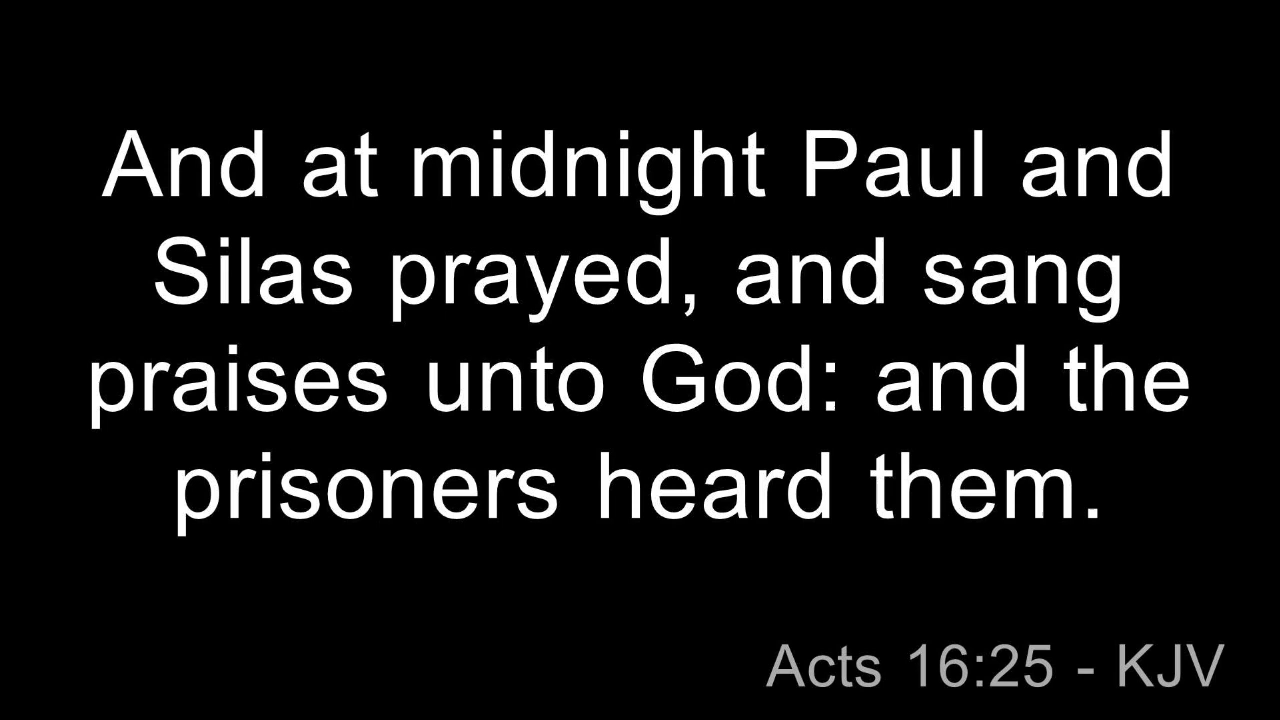 And at midnight Paul and
Silas prayed, and sang
praises unto God: and the
prisoners heard them.
Acts 16:25 - KJV